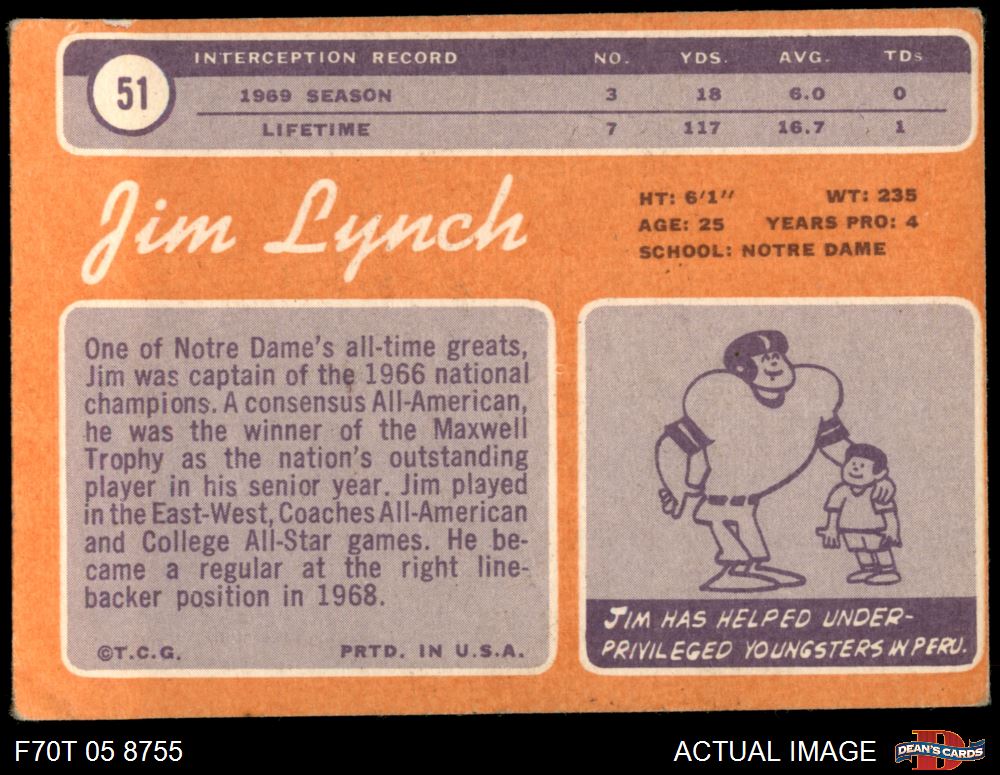 51
INTERCEPTION RECORD NO. YDS. AVG. TDs
1969 SEASON 3 18 6.0 0
LIFETIME 7 117 16.7 1
Jim Lynch
HT: 6'1" WT: 235
AGE: 25 YEARS PRO: 4
SCHOOL: NOTRE DAME
One of Notre Dame's all-time greats,
Jim was captain of the 1966 national
champions. A consensus All-American,
he was the winner of the Maxwell
Trophy as the nation's outstanding
player in his senior year. Jim played
in the East-West, Coaches All-American
and College All-Star games. He be-
came a regular at the right line-
backer position in 1968.
©T.C.G. PRTD. IN U.S.A.
JIM HAS HELPED UNDER-
PRIVILEGED YOUNGSTERS IN PERU.
F70T 05 8755
ACTUAL IMAGE
D
DEAN'S CARDS